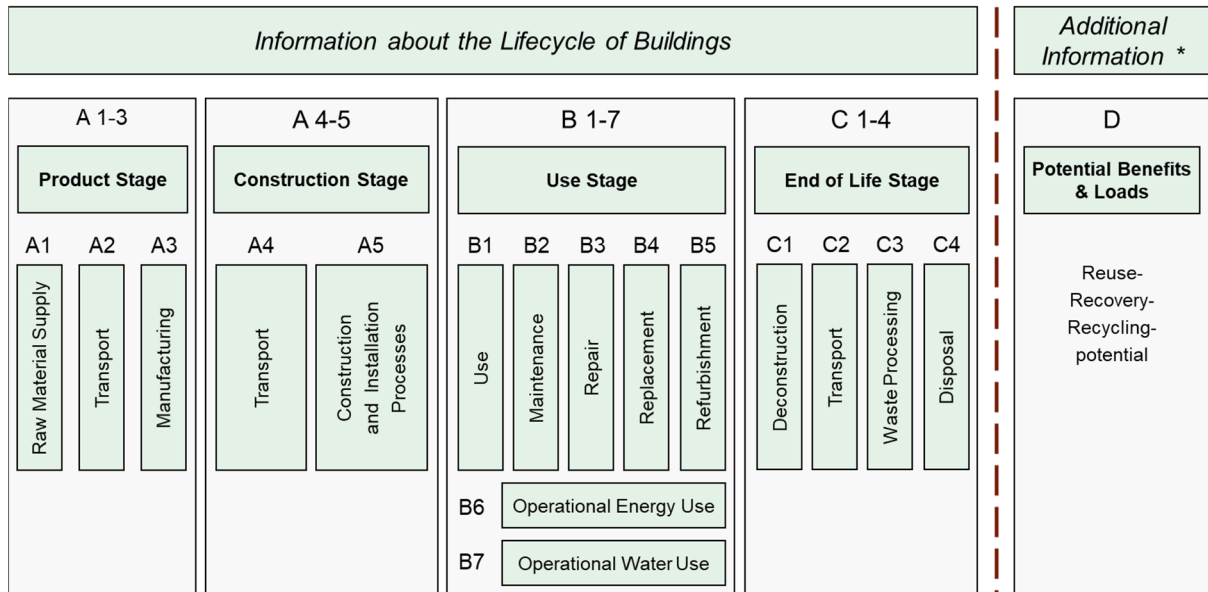 Information about the Lifecycle of Buildings
Additional
Information *
A 1-3
Product Stage
A1
A2
A3
Raw Material Supply
Transport
Manufacturing
A 4-5
Construction Stage
A4
A5
Transport
Construction
and Installation
Processes
B 1-7
Use Stage
B1
B2
B3
B4
B5
Use
Maintenance
Repair
Replacement
Refurbishment
B6
Operational Energy Use
B7
Operational Water Use
C 1-4
End of Life Stage
C1
C2
C3
C4
Deconstruction
Transport
Waste Processing
Disposal
D
Potential Benefits
& Loads
Reuse-
Recovery-
Recycling-
potential